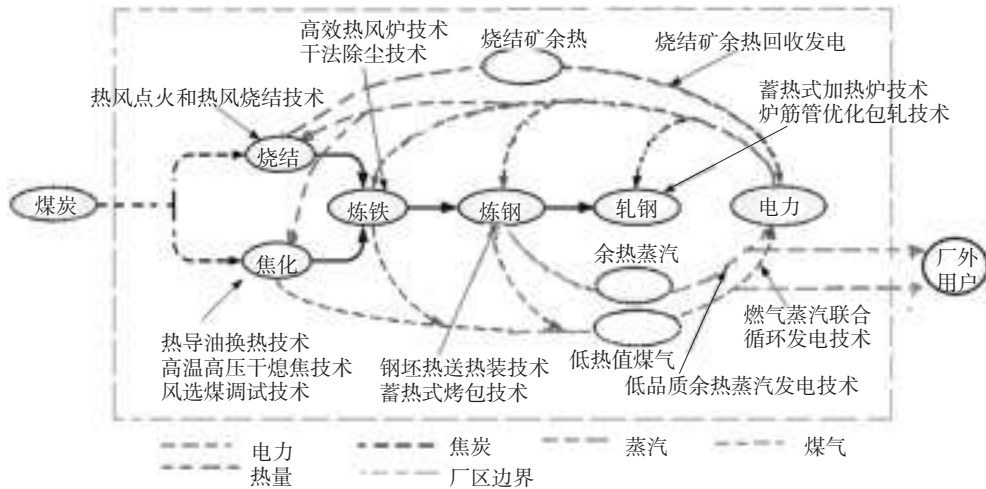 高效热风炉技术
干法除尘技术
烧结矿余热
烧结矿余热回收发电
热风点火和热风烧结技术
蓄热式加热炉技术
炉筋管优化包轧技术
烧结
煤炭
炼铁
炼钢
轧钢
电力
焦化
余热蒸汽
厂外
用户
热导油换热技术
高温高压干熄焦技术
风选煤调试技术
钢坯热送热装技术
蓄热式烤包技术
低热值煤气
燃气蒸汽联合
循环发电技术
低品质余热蒸汽发电技术
电力
焦炭
蒸汽
煤气
热量
厂区边界